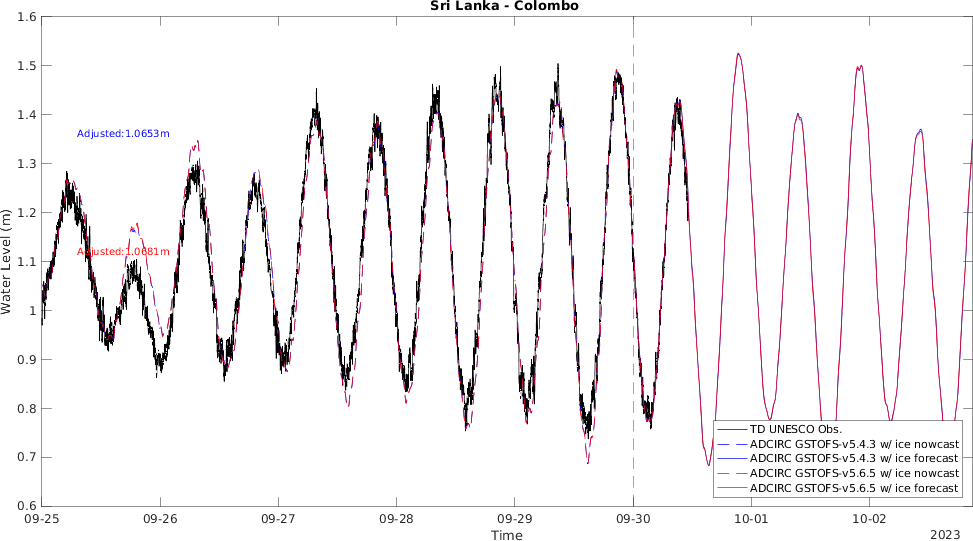 Sri Lanka - Colombo
1.6
1.5
1.4
1.3
1.2
1.1
1
0.9
0.8
0.7
0.6
Water Level (m)
Adjusted:1.0653m
Adjusted:1.0681m
TD UNESCO Obs.
ADCIRC GSTOFS-v5.4.3 w/ ice nowcast
ADCIRC GSTOFS-v5.4.3 w/ ice forecast
ADCIRC GSTOFS-v5.6.5 w/ ice nowcast
ADCIRC GSTOFS-v5.6.5 w/ ice forecast
09-25 09-26 09-27 09-28 09-29 09-30 10-01 10-02
Time
2023